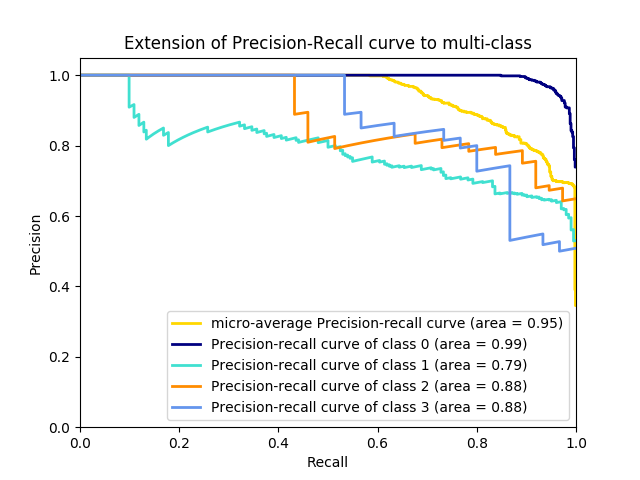 Extension of Precision-Recall curve to multi-class
Precision
1.0
0.8
0.6
0.4
0.2
0.0
micro-average Precision-recall curve (area = 0.95)
Precision-recall curve of class 0 (area = 0.99)
Precision-recall curve of class 1 (area = 0.79)
Precision-recall curve of class 2 (area = 0.88)
Precision-recall curve of class 3 (area = 0.88)
0.0 0.2 0.4 0.6 0.8 1.0
Recall